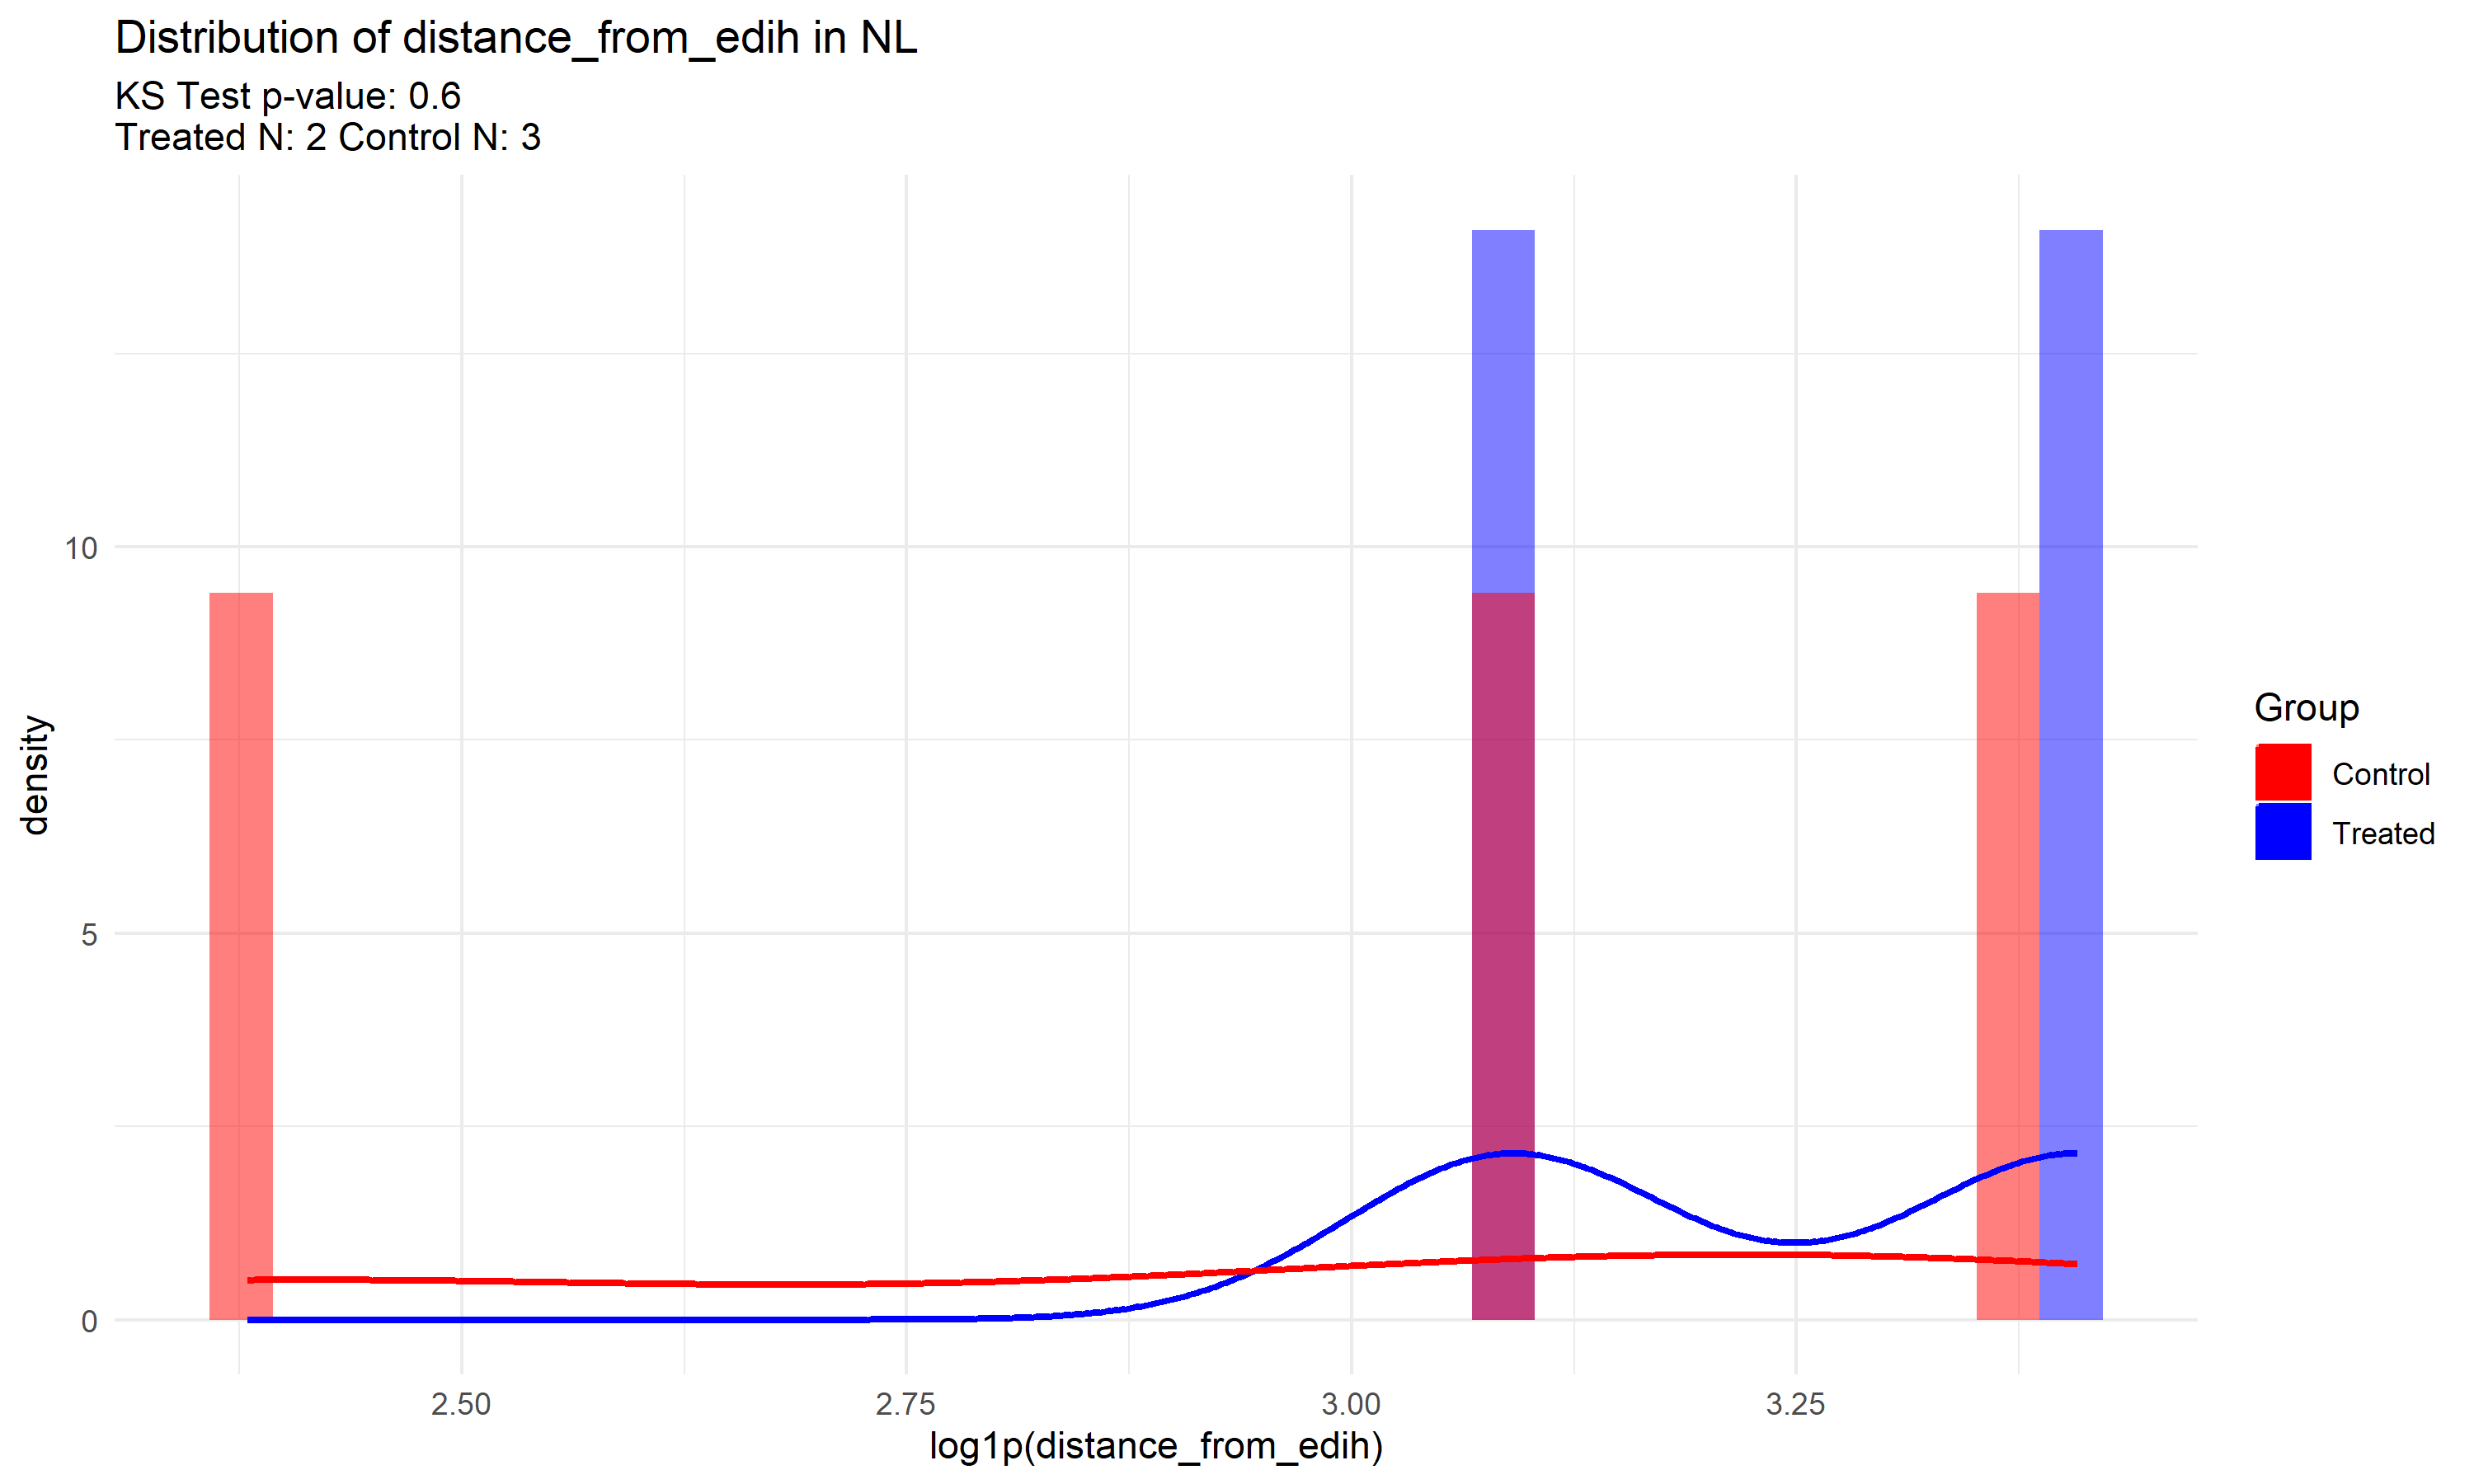 Distribution of distance_from_edih in NL
KS Test p-value: 0.6
Treated N: 2 Control N: 3
density
10
5
0
2.50
2.75
3.00
3.25
log1p(distance_from_edih)
Group
Control
Treated